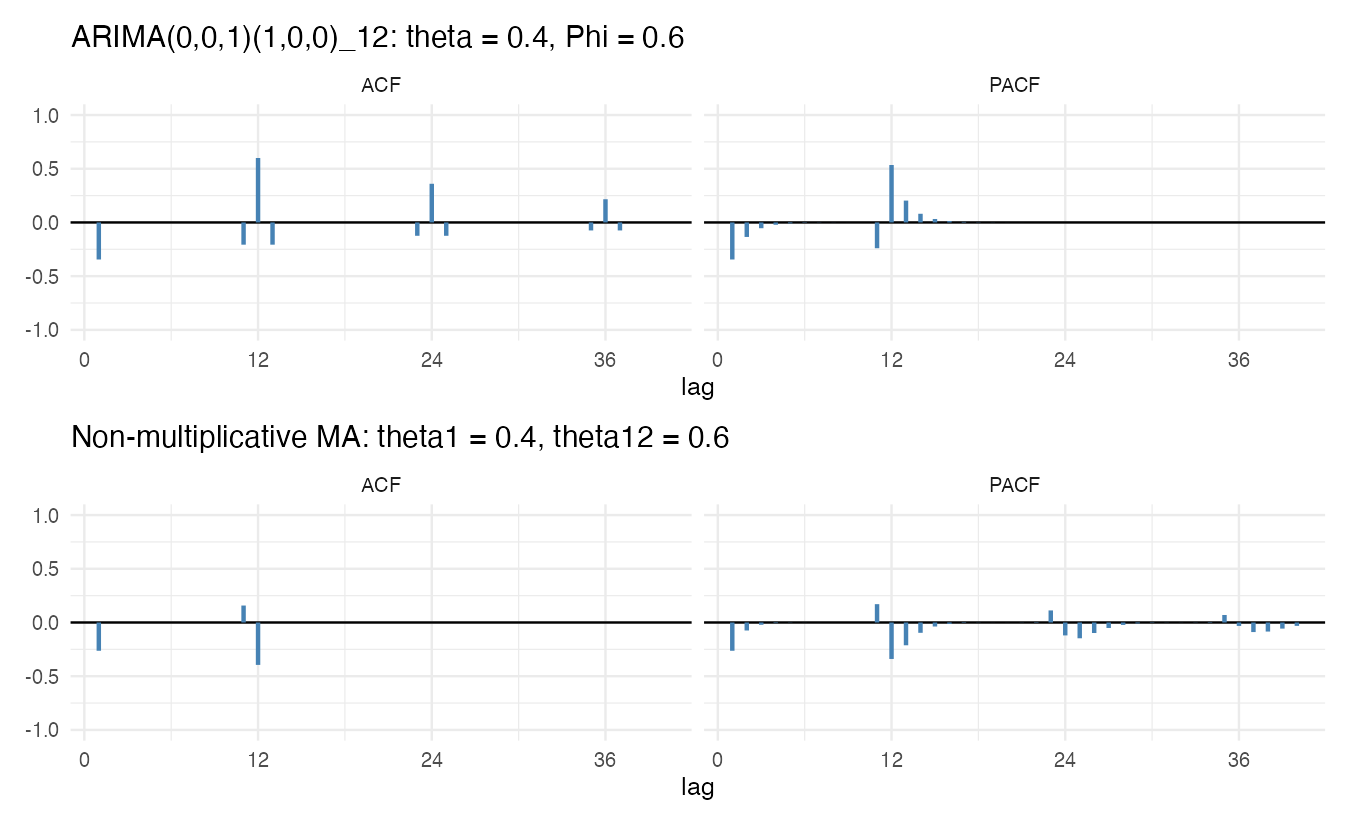 ARIMA(0,0,1)(1,0,0)_12: theta = 0.4, Phi = 0.6
ACF PACF
1.0
0.5
0.0
-0.5
-1.0
0 12 24 36 0 12 24 36
lag
Non-multiplicative MA: theta1 = 0.4, theta12 = 0.6
ACF PACF
1.0
0.5
0.0
-0.5
-1.0
0 12 24 36 0 12 24 36
lag